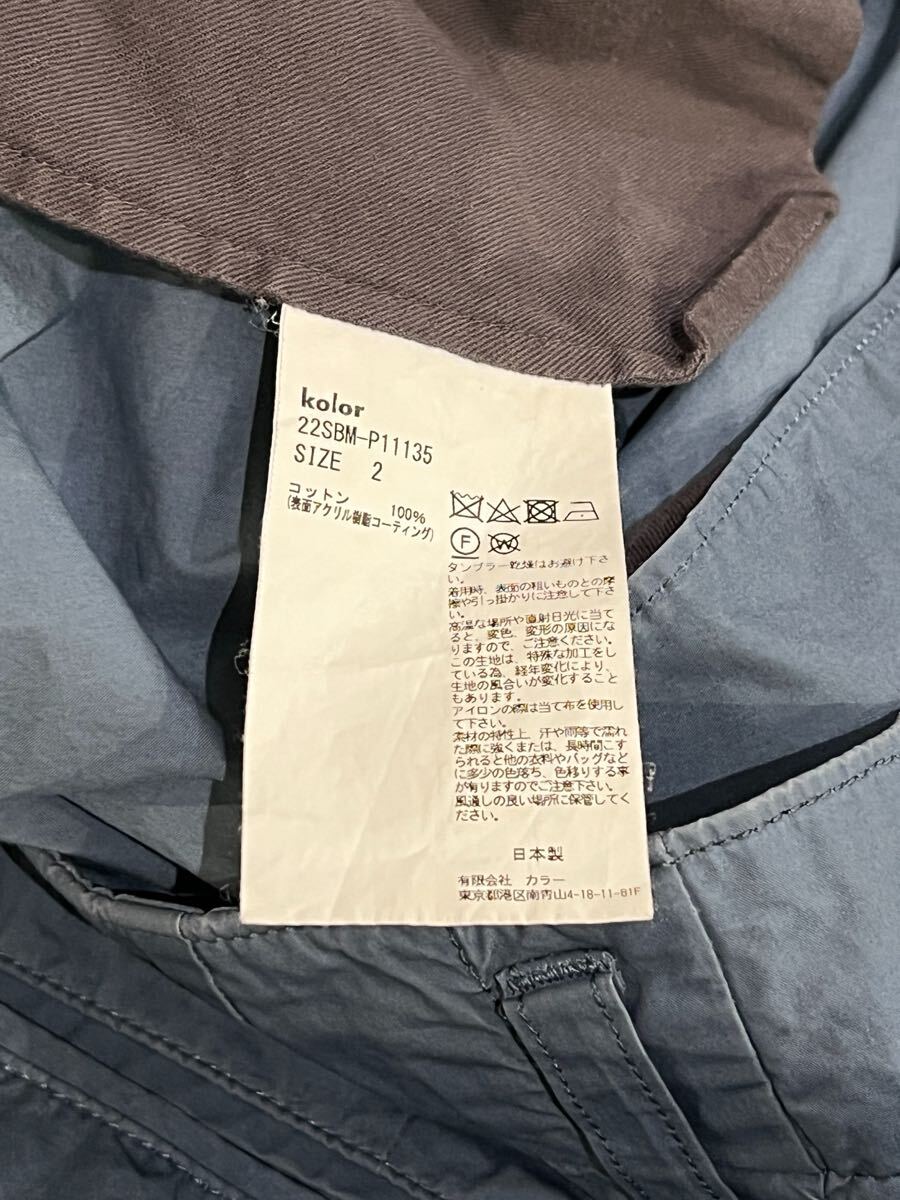 kolor
22SBM-P11135
SIZE 2
コットン 100%
(表面アクリル樹脂コーティング)
F
W
タンブラー乾燥はお避け下さ
い。
着用時、表面の粗いものとの摩
擦や引っ掛かりに注意して下さ
い。
高温な場所や直射日光に当て
ると、変色、変形の原因にな
りますので、ご注意ください。
この生地は、特殊な加工をし
ている為、経年変化により、
生地の風合いが変化すること
もあります。
アイロンの際は当て布を使用し
て下さい。
素材の特性上、汗や雨等で濡れ
た際に強くまたは、長時間こす
られると他の衣料やバッグなど
に多少の色落ち、色移りする事
が有りますのでご注意下さい。
風通しの良い場所に保管してく
ださい。
日本製
有限会社 カラー
東京都港区南青山4-18-11-B1F